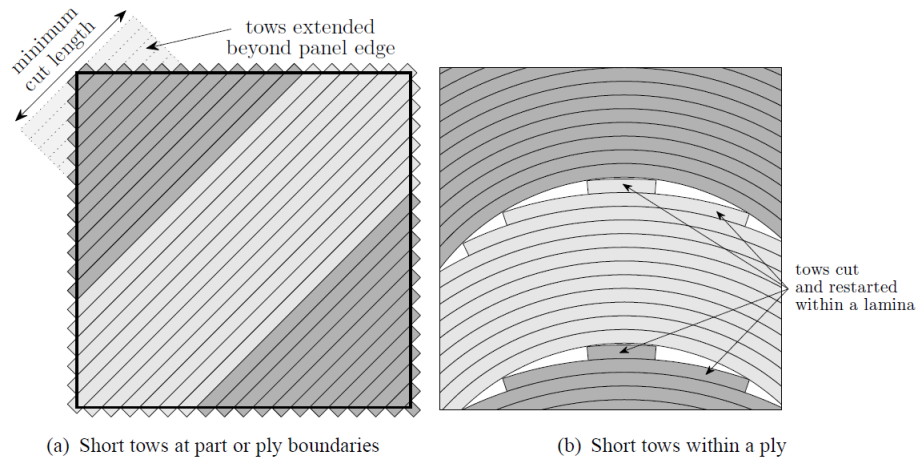 minimum
cut length
tows extended
beyond panel edge
tows cut
and restarted
within a lamina
(a) Short tows at part or ply boundaries
(b) Short tows within a ply